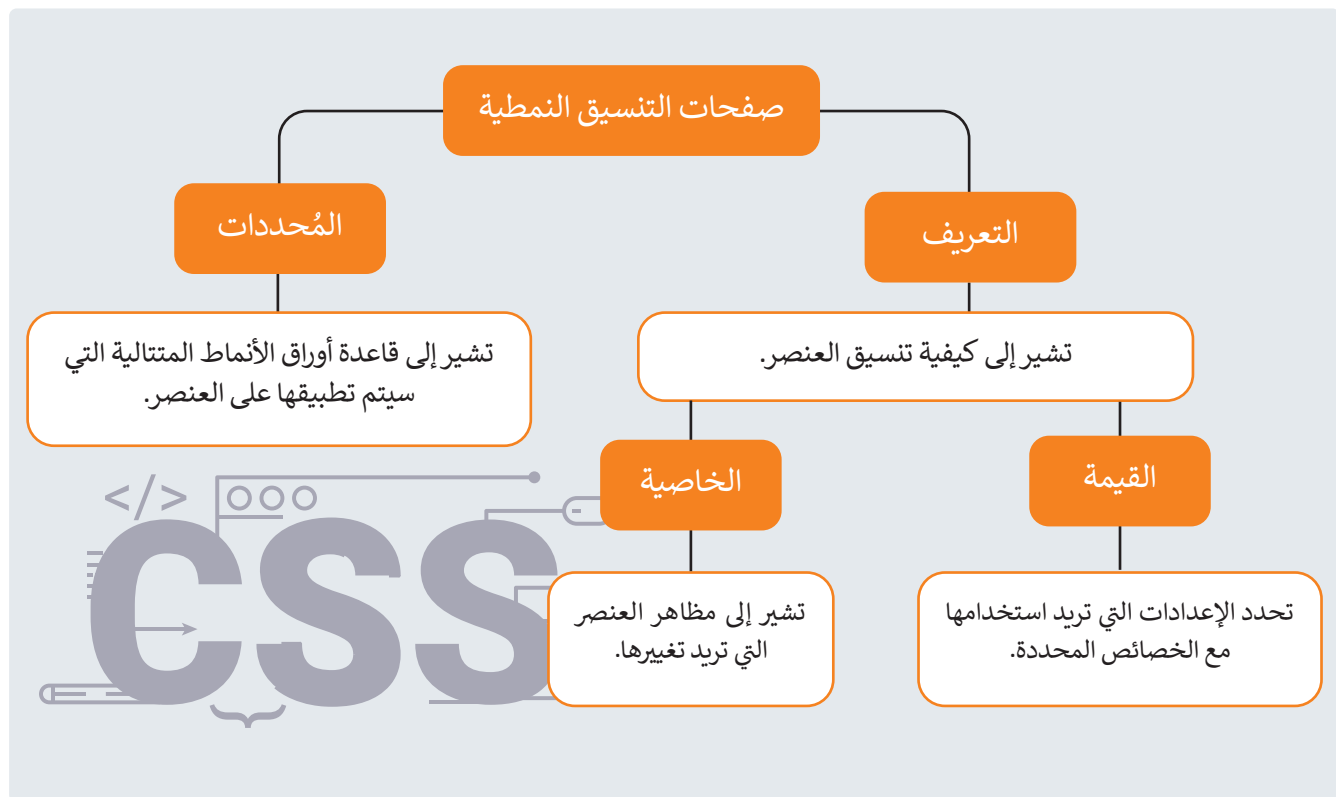 صفحات التنسيق النمطية
التعريف
المُحددات
تشير إلى كيفية تنسيق العنصر.
تشير إلى قاعدة أوراق الأنماط المتتالية التي
سيتم تطبيقها على العنصر.
القيمة
الخاصية
تحدد الإعدادات التي تريد استخدامها
مع الخصائص المحددة.
تشير إلى مظاهر العنصر
التي تريد تغييرها.
</>
CSS